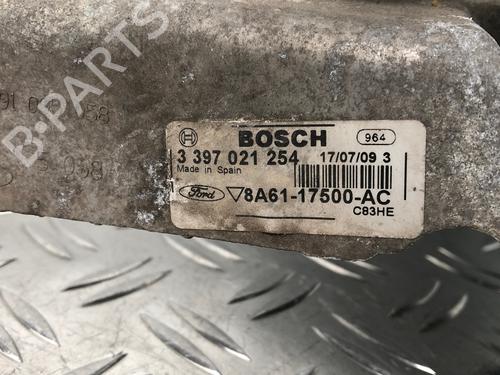 BOSCH 964
3 397 021 254 17/07/09 3
Made in Spain
Ford 8A61-17500-AC
C83HE
B-PARTS